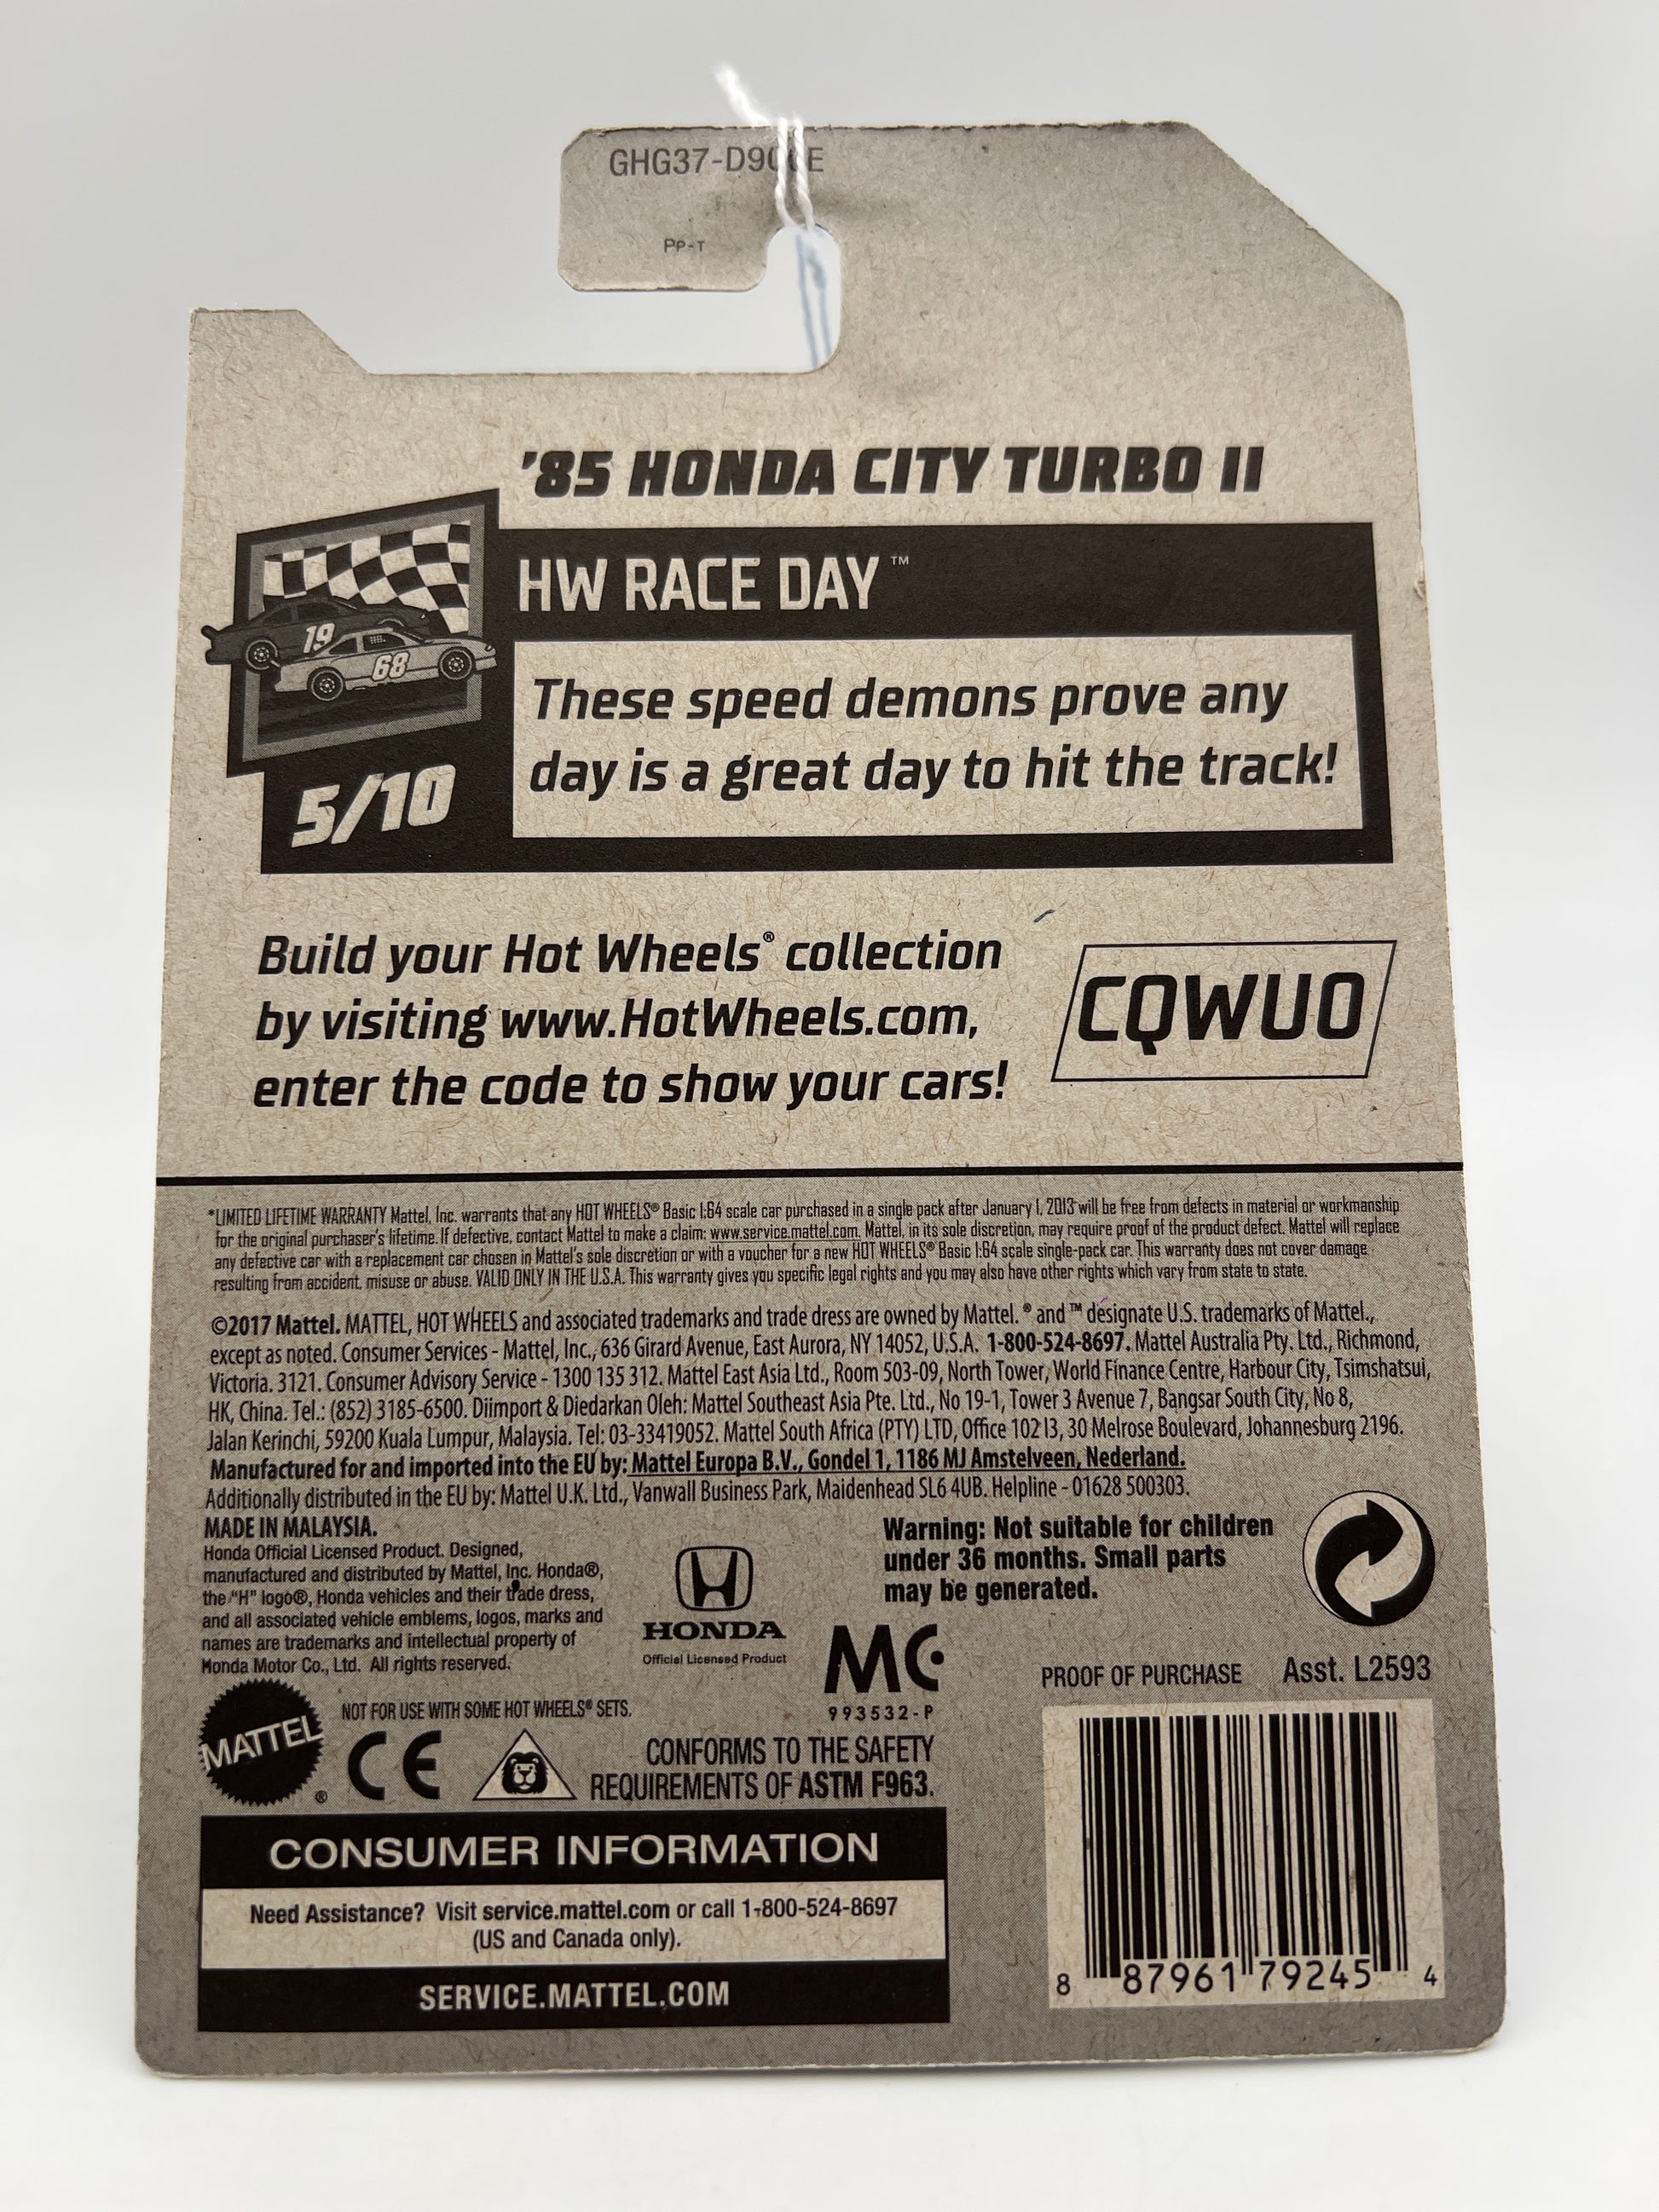 GHG37-D9
PP-T
'85 HONDA CITY TURBO II
HW RACE DAY™
19
68
These speed demons prove any
day is a great day to hit the track!
5/10
Build your Hot Wheels® collection
by visiting www.HotWheels.com,
enter the code to show your cars!
CQWUO
*LIMITED LIFETIME WARRANTY Mattel, Inc. warrants that any HOT WHEELS® Basic 1:64 scale car purchased in a single pack after January 1, 2013 will be free from defects in material or workmanship
for the original purchaser's lifetime. If defective, contact Mattel to make a claim: www.service.mattel.com. Mattel, in its sole discretion, may require proof of the product defect. Mattel will replace
any defective car with a replacement car chosen in Mattel's sole discretion or with a voucher for a new HOT WHEELS® Basic 1:64 scale single-pack car. This warranty does not cover damage
resulting from accident, misuse or abuse. VALID ONLY IN THE U.S.A. This warranty gives you specific legal rights and you may also have other rights which vary from state to state.
©2017 Mattel. MATTEL, HOT WHEELS and associated trademarks and trade dress are owned by Mattel. ® and ™ designate U.S. trademarks of Mattel.,
except as noted. Consumer Services - Mattel, Inc., 636 Girard Avenue, East Aurora, NY 14052, U.S.A. 1-800-524-8697. Mattel Australia Pty. Ltd., Richmond,
Victoria. 3121. Consumer Advisory Service - 1300 135 312. Mattel East Asia Ltd., Room 503-09, North Tower, World Finance Centre, Harbour City, Tsimshatsui,
HK, China. Tel.: (852) 3185-6500. Diimport & Diedarkan Oleh: Mattel Southeast Asia Pte. Ltd., No 19-1, Tower 3 Avenue 7, Bangsar South City, No 8,
Jalan Kerinchi, 59200 Kuala Lumpur, Malaysia. Tel: 03-33419052. Mattel South Africa (PTY) LTD, Office 102 I3, 30 Melrose Boulevard, Johannesburg 2196.
Manufactured for and imported into the EU by: Mattel Europa B.V., Gondel 1, 1186 MJ Amstelveen, Nederland.
Additionally distributed in the EU by: Mattel U.K. Ltd., Vanwall Business Park, Maidenhead SL6 4UB. Helpline - 01628 500303.
MADE IN MALAYSIA.
Honda Official Licensed Product. Designed,
manufactured and distributed by Mattel, Inc. Honda®,
the "H" logo®, Honda vehicles and their trade dress,
and all associated vehicle emblems, logos, marks and
names are trademarks and intellectual property of
Honda Motor Co., Ltd. All rights reserved.
HONDA
Official Licensed Product
Warning: Not suitable for children
under 36 months. Small parts
may be generated.
MC
993532-P
PROOF OF PURCHASE Asst. L2593
MATTEL®
NOT FOR USE WITH SOME HOT WHEELS® SETS.
CE
CONFORMS TO THE SAFETY
REQUIREMENTS OF ASTM F963.
CONSUMER INFORMATION
Need Assistance? Visit service.mattel.com or call 1-800-524-8697
(US and Canada only).
SERVICE.MATTEL.COM
8 87961 79245 4